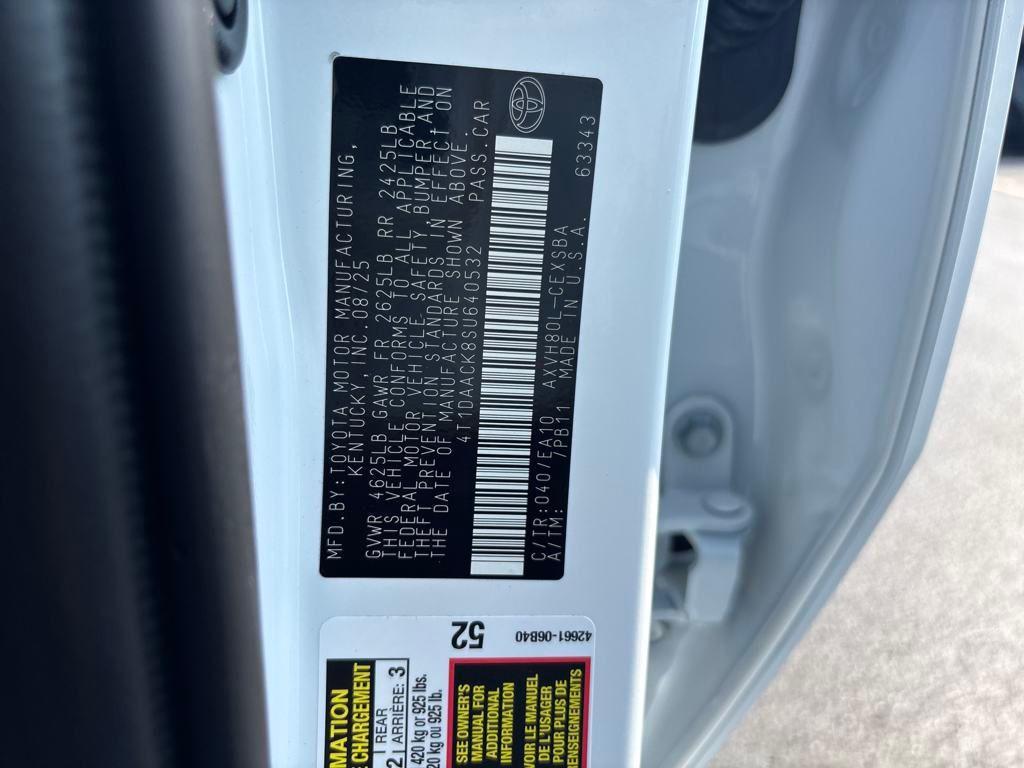 MFD.BY:TOYOTA MOTOR MANUFACTURING,
KENTUCKY, INC.08/25
GVWR 4625LB GAWR FR 2625LB RR 2425LB
THIS VEHICLE CONFORMS TO ALL APPLICABLE
FEDERAL MOTOR VEHICLE SAFETY, BUMPER AND
THEFT PREVENTION STANDARDS IN EFFECT ON
THE DATE OF MANUFACTURE SHOWN ABOVE.
4T1DAACK8SU640532 PASS.CAR
C/TR:040/EA10 AXVH80L-CEXSBA
A/TM: /PB11 MADE IN U.S.A. 63343
52
42661-06B40
MATION
CHARGEMENT
2 REAR
ARRIÈRE: 3
420 kg or 925 lbs.
20 kg ou 925 lb.
SEE OWNER'S
MANUAL FOR
ADDITIONAL
INFORMATION
VOIR LE MANUEL
DE L'USAGER
POUR PLUS DE
RENSEIGNEMENTS